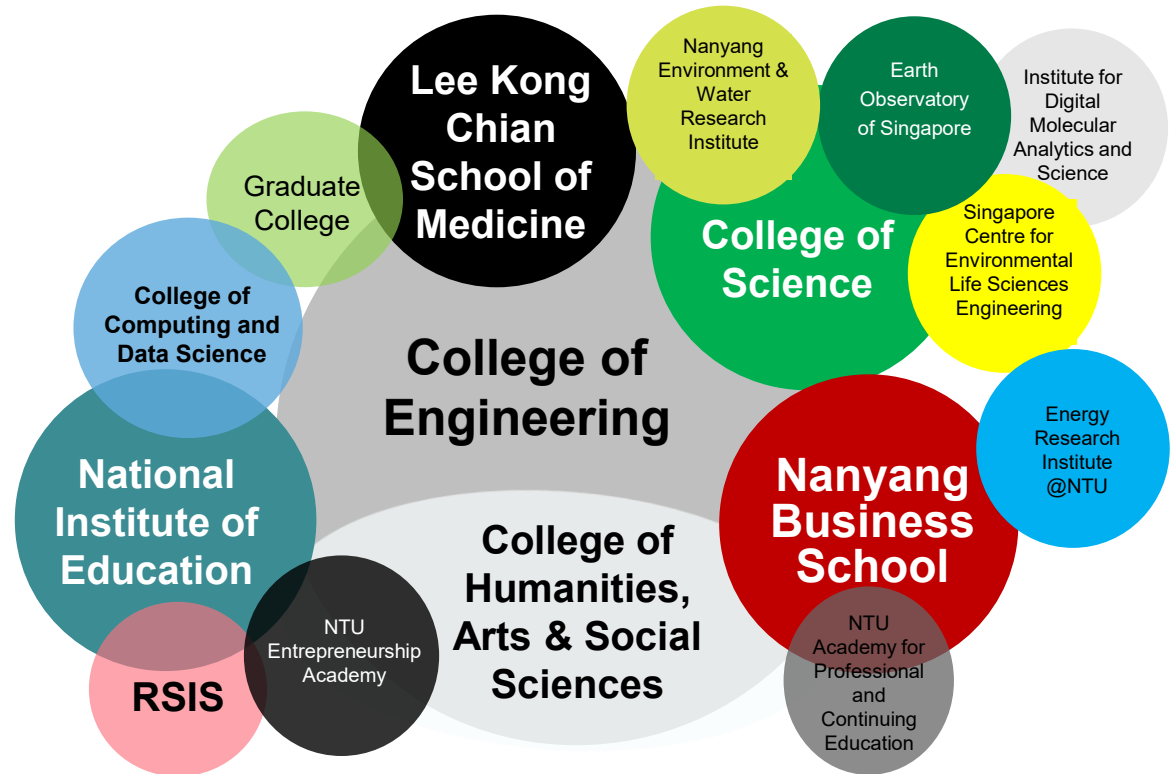 Lee Kong
Chian
School of
Medicine
Nanyang
Environment &
Water
Research
Institute
Earth
Observatory
of Singapore
Institute for
Digital
Molecular
Analytics and
Science
Graduate
College
College of
Science
Singapore
Centre for
Environmental
Life Sciences
Engineering
College of
Computing and
Data Science
College of
Engineering
Energy
Research
Institute
@NTU
National
Institute of
Education
Nanyang
Business
School
College of
Humanities,
Arts & Social
Sciences
NTU
Entrepreneurship
Academy
RSIS
NTU
Academy for
Professional
and
Continuing
Education